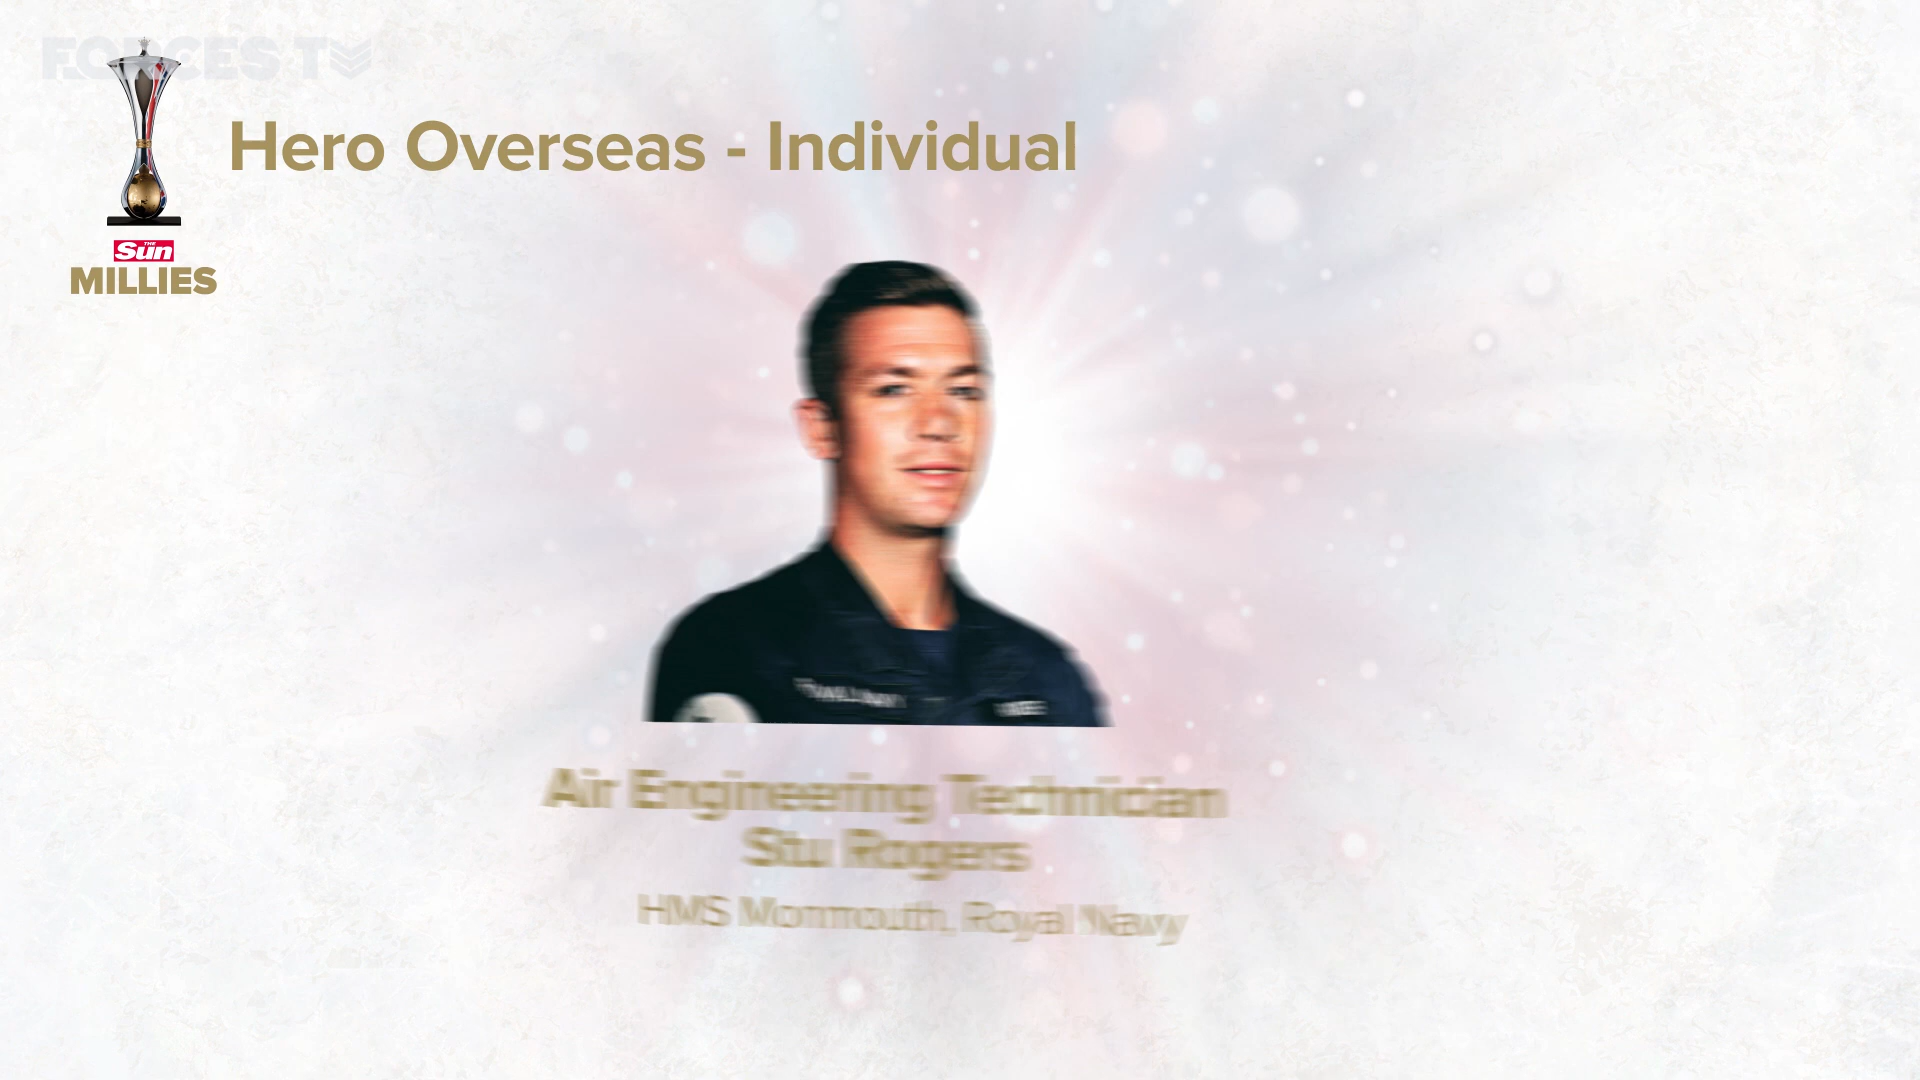 FORCES TV
Hero Overseas - Individual
THE
Sun
MILLIES
Air Engineering Technician
Stu Rogers
HMS Monmouth, Royal Navy